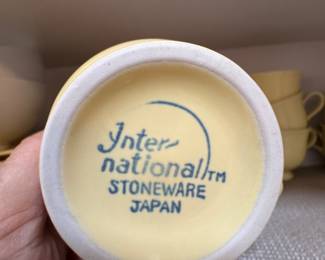 Inter-
national TM
STONEWARE
JAPAN